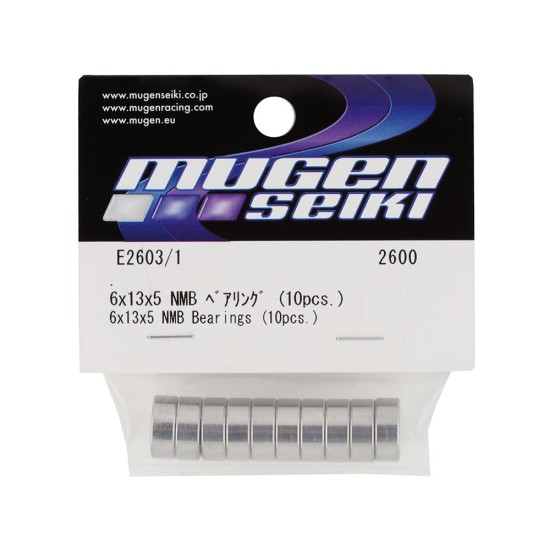 www.mugenseiki.co.jp
www.mugenracing.com
www.mugen.eu
mugen
seiki
E2603/1 2600
6x13x5 NMB ﾍﾞｱﾘﾝｸﾞ (10pcs.)
6x13x5 NMB Bearings (10pcs.)